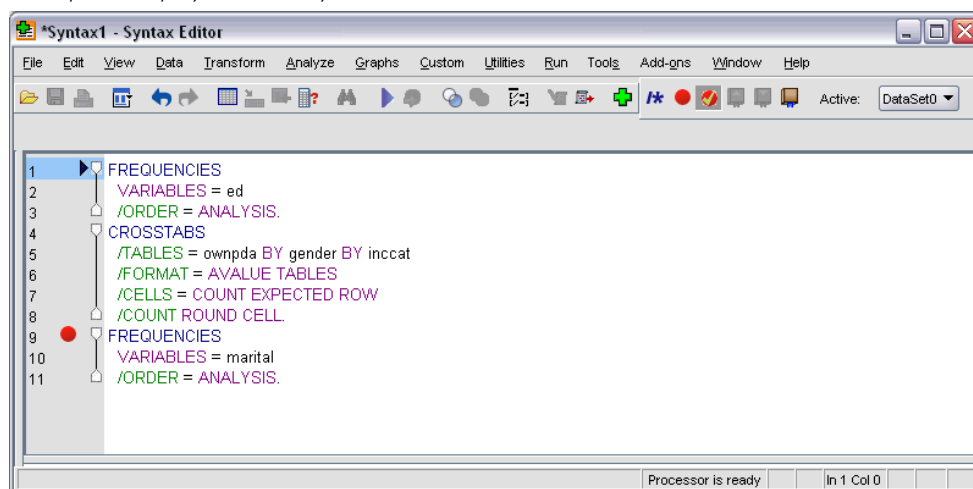 *Syntax1 - Syntax Editor
File Edit View Data Transform Analyze Graphs Custom Utilities Run Tools Add-ons Window Help
Active: DataSet0
1 FREQUENCIES
2 VARIABLES = ed
3 /ORDER = ANALYSIS.
4 CROSSTABS
5 /TABLES = ownpda BY gender BY inccat
6 /FORMAT = AVALUE TABLES
7 /CELLS = COUNT EXPECTED ROW
8 /COUNT ROUND CELL.
9 FREQUENCIES
10 VARIABLES = marital
11 /ORDER = ANALYSIS.
Processor is ready In 1 Col 0